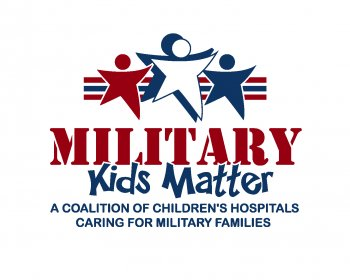 MILITARY
Kids Matter
A COALITION OF CHILDREN'S HOSPITALS
CARING FOR MILITARY FAMILIES